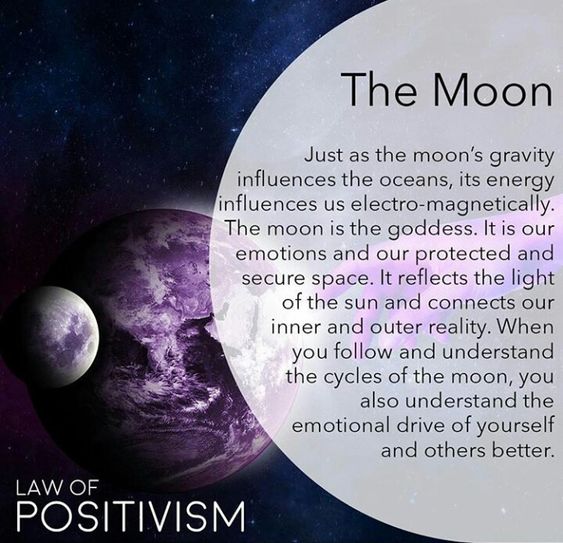 The Moon
Just as the moon's gravity
influences the oceans, its energy
influences us electro-magnetically.
The moon is the goddess. It is our
emotions and our protected and
secure space. It reflects the light
of the sun and connects our
inner and outer reality. When
you follow and understand
the cycles of the moon, you
also understand the
emotional drive of yourself
and others better.
LAW OF
POSITIVISM